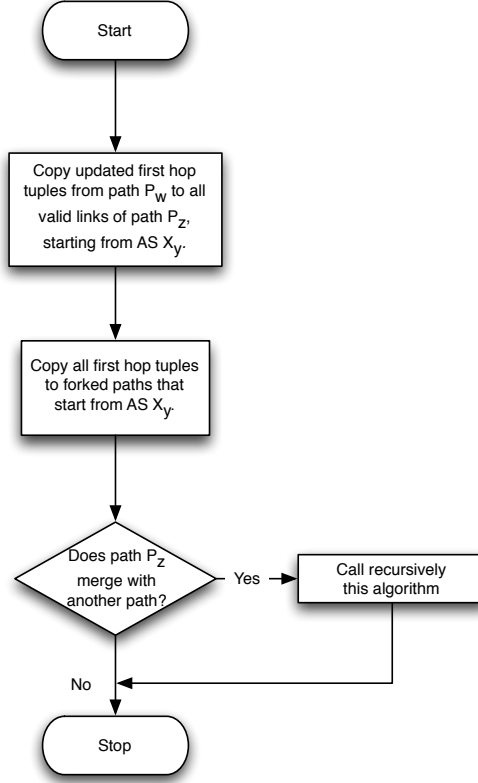 Start
Copy updated first hop
tuples from path Pw to all
valid links of path Pz,
starting from AS Xy.
Copy all first hop tuples
to forked paths that
start from AS Xy.
Does path Pz
merge with
another path?
Yes
Call recursively
this algorithm
No
Stop